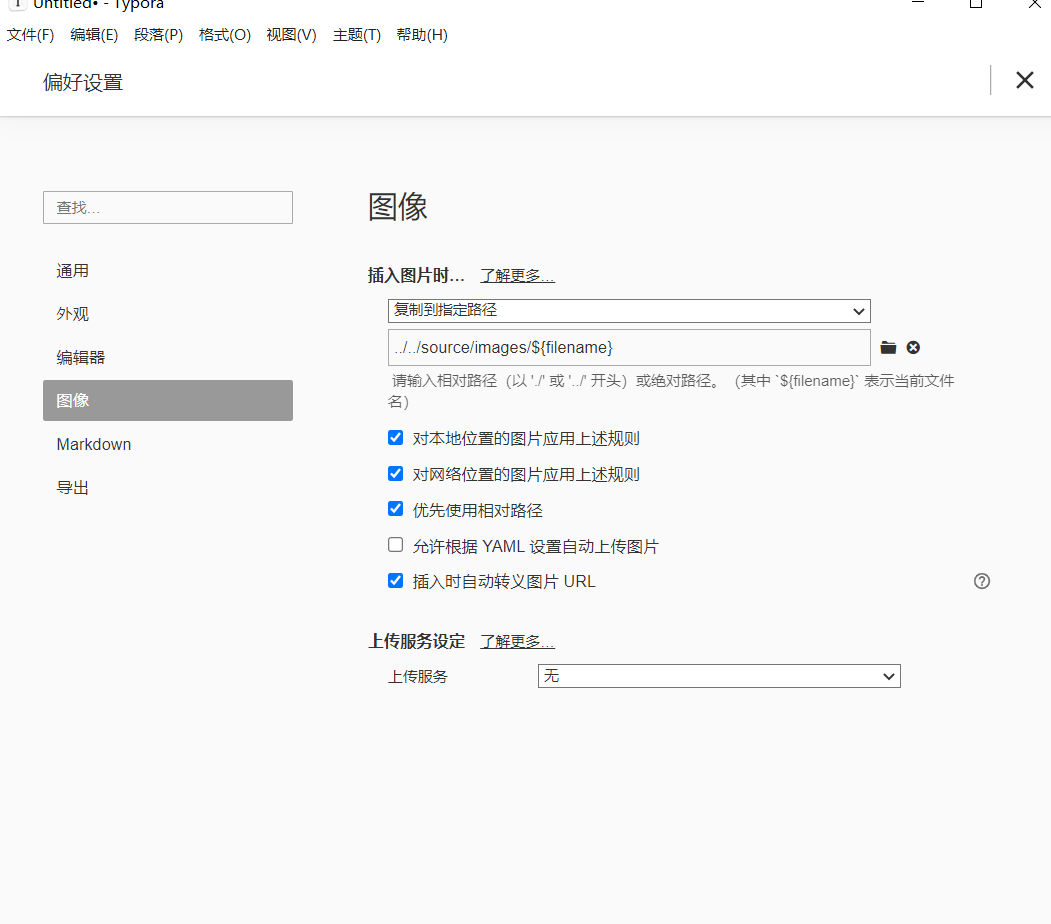 Untitled• - Typora
文件(F) 编辑(E) 段落(P) 格式(O) 视图(V) 主题(T) 帮助(H)
偏好设置
查找...
通用
外观
编辑器
图像
Markdown
导出
图像
插入图片时... 了解更多...
复制到指定路径
../../source/images/${filename}
请输入相对路径（以 './' 或 '../' 开头）或绝对路径。（其中 `${filename}` 表示当前文件
名）
对本地位置的图片应用上述规则
对网络位置的图片应用上述规则
优先使用相对路径
允许根据 YAML 设置自动上传图片
插入时自动转义图片 URL
上传服务设定 了解更多...
上传服务 无